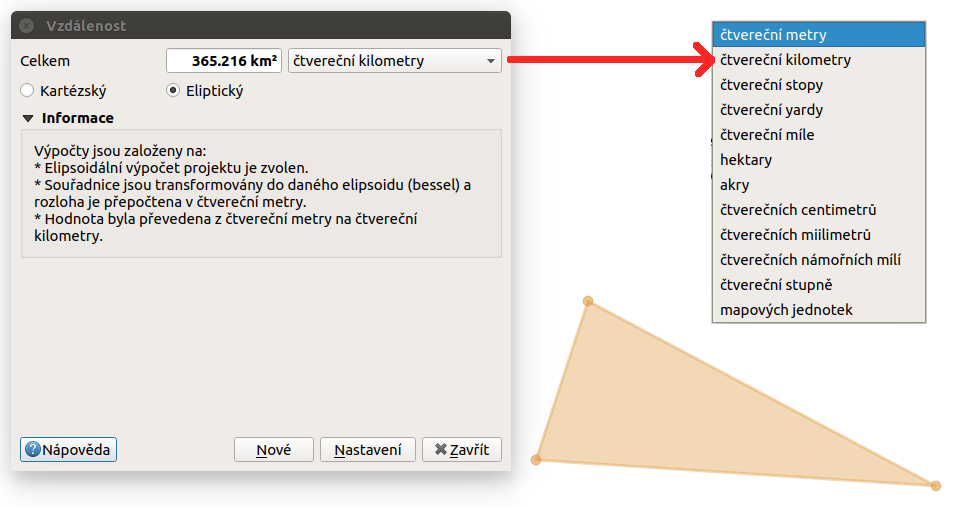 Vzdálenost
Celkem
365.216 km²
čtvereční kilometry
Kartézský
Eliptický
Informace
Výpočty jsou založeny na:
* Elipsoidální výpočet projektu je zvolen.
* Souřadnice jsou transformovány do daného elipsoidu (bessel) a
rozloha je přepočtena v čtvereční metry.
* Hodnota byla převedena z čtvereční metry na čtvereční
kilometry.
Nápověda
Nové
Nastavení
Zavřít
čtvereční metry
čtvereční kilometry
čtvereční stopy
čtvereční yardy
čtvereční míle
hektary
akry
čtverečních centimetrů
čtverečních miilimetrů
čtverečních námořních mílí
čtvereční stupně
mapových jednotek